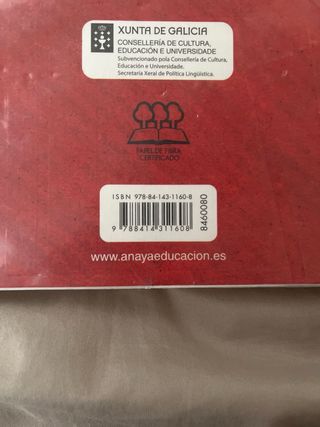 XUNTA DE GALICIA
CONSELLERÍA DE CULTURA,
EDUCACIÓN E UNIVERSIDADE
Subvencionado pola Consellería de Cultura,
Educación e Universidade.
Secretaría Xeral de Política Lingüística.
PAPEL DE FIBRA
CERTIFICADO
ISBN 978-84-143-1160-8
9 788414 311608
8460080
www.anayaeducacion.es